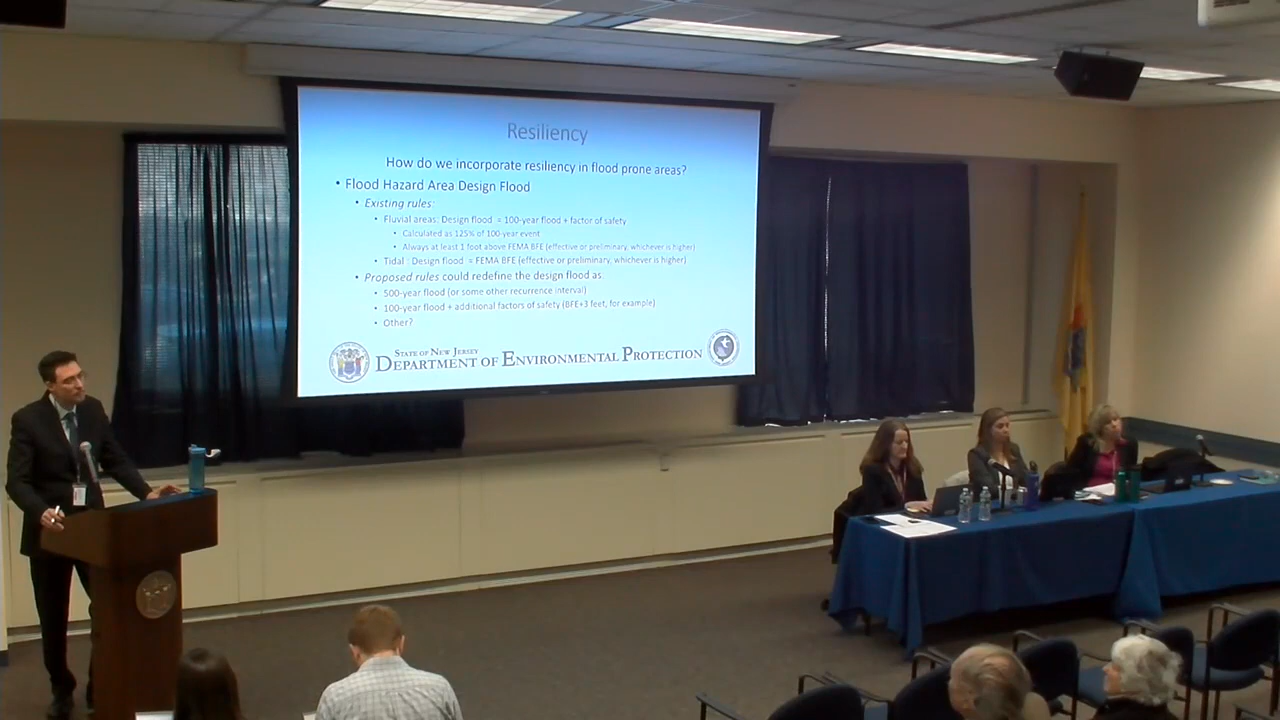 Resiliency
How do we incorporate resiliency in flood prone areas?
• Flood Hazard Area Design Flood
• Existing rules:
• Fluvial areas: Design flood = 100-year flood + factor of safety
• Calculated as 125% of 100-year event
• Always at least 1 foot above FEMA BFE (effective or preliminary, whichever is higher)
• Tidal : Design flood = FEMA BFE (effective or preliminary, whichever is higher)
• Proposed rules could redefine the design flood as
• 500-year flood (or some other recurrence interval)
• 100-year flood + additional factors of safety (BFE+3 feet, for example)
• Other?
STATE OF NEW JERSEY
DEPARTMENT OF ENVIRONMENTAL PROTECTION